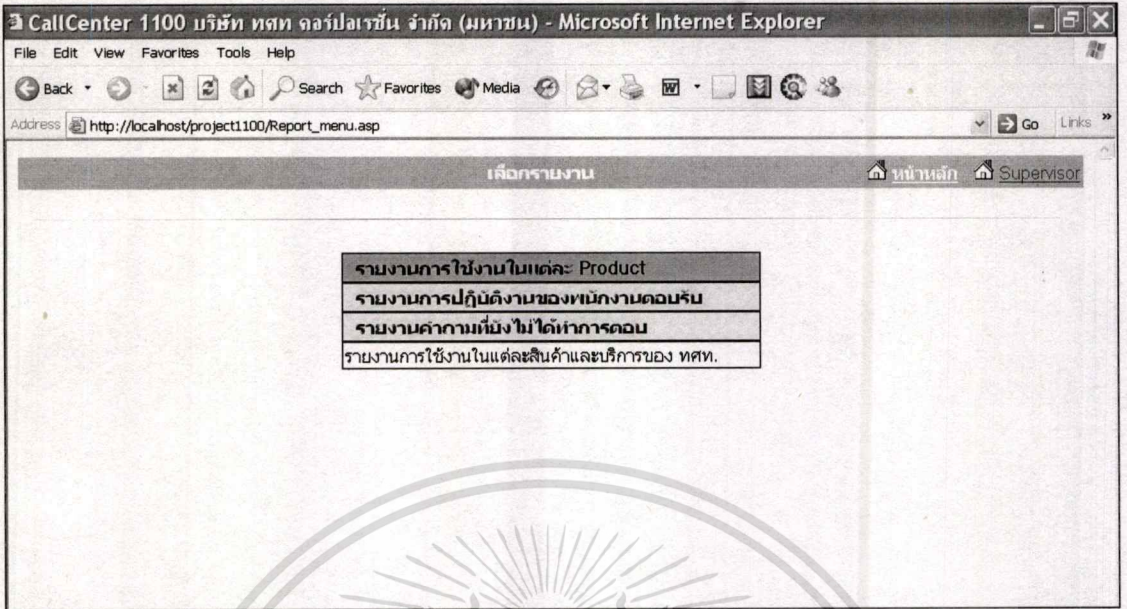 CallCenter 1100 บริษัท ทศท คอร์ปอเรชั่น จำกัด (มหาชน) - Microsoft Internet Explorer
File Edit View Favorites Tools Help
Back Search Favorites Media
Address http://localhost/project1100/Report_menu.asp Go Links »
เลือกรายงาน หน้าหลัก Supervisor
รายงานการใช้งานในแต่ละ Product
รายงานการปฏิบัติงานของพนักงานตอบรับ
รายงานคำถามที่ยังไม่ได้ทำการตอบ
รายงานการใช้งานในแต่ละสินค้าและบริการของ ทศท.